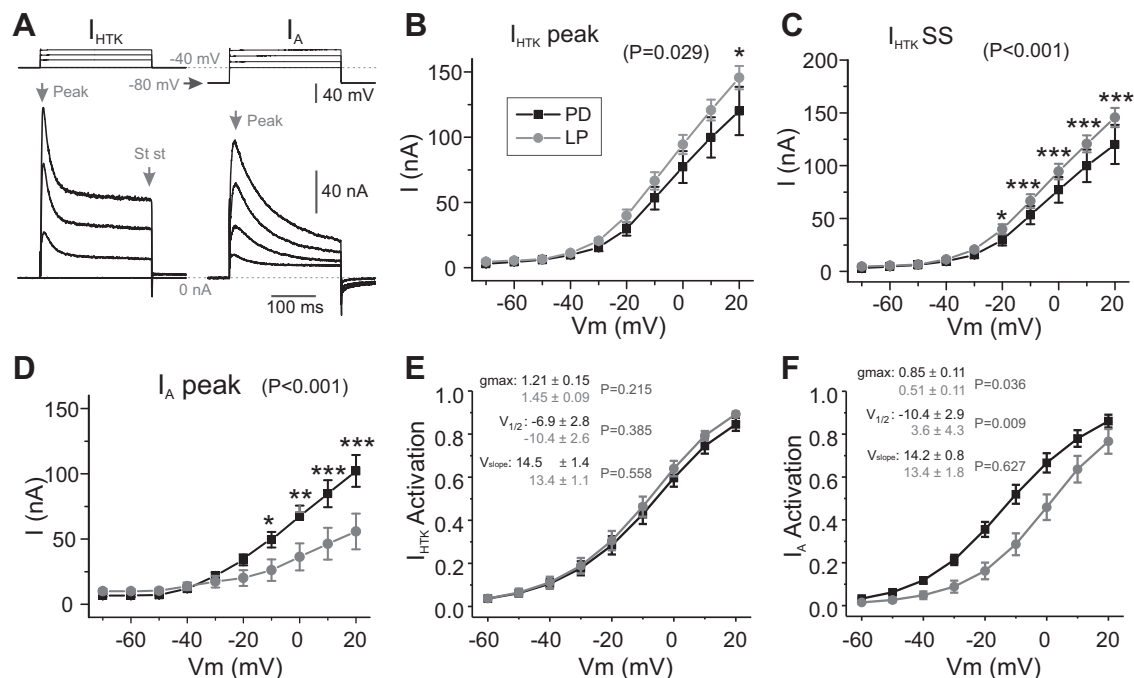 A
I_HTK
I_A
-40 mV
-80 mV
40 mV
Peak
Peak
St st
40 nA
0 nA
100 ms
B
I_HTK peak
(P=0.029)
*
150
100
50
0
I (nA)
PD
LP
-60 -40 -20 0 20
Vm (mV)
C
I_HTK SS
(P<0.001)
* *** *** *** ***
200
150
100
50
0
I (nA)
-60 -40 -20 0 20
Vm (mV)
D
I_A peak
(P<0.001)
* ** *** ***
150
100
50
0
I (nA)
-60 -40 -20 0 20
Vm (mV)
E
gmax: 1.21 ± 0.15
1.45 ± 0.09
P=0.215
V1/2: -6.9 ± 2.8
-10.4 ± 2.6
P=0.385
Vslope: 14.5 ± 1.4
13.4 ± 1.1
P=0.558
1.0
0.8
0.6
0.4
0.2
0.0
I_HTK Activation
-60 -40 -20 0 20
Vm (mV)
F
gmax: 0.85 ± 0.11
0.51 ± 0.11
P=0.036
V1/2: -10.4 ± 2.9
3.6 ± 4.3
P=0.009
Vslope: 14.2 ± 0.8
13.4 ± 1.8
P=0.627
1.0
0.8
0.6
0.4
0.2
0.0
I_A Activation
-60 -40 -20 0 20
Vm (mV)